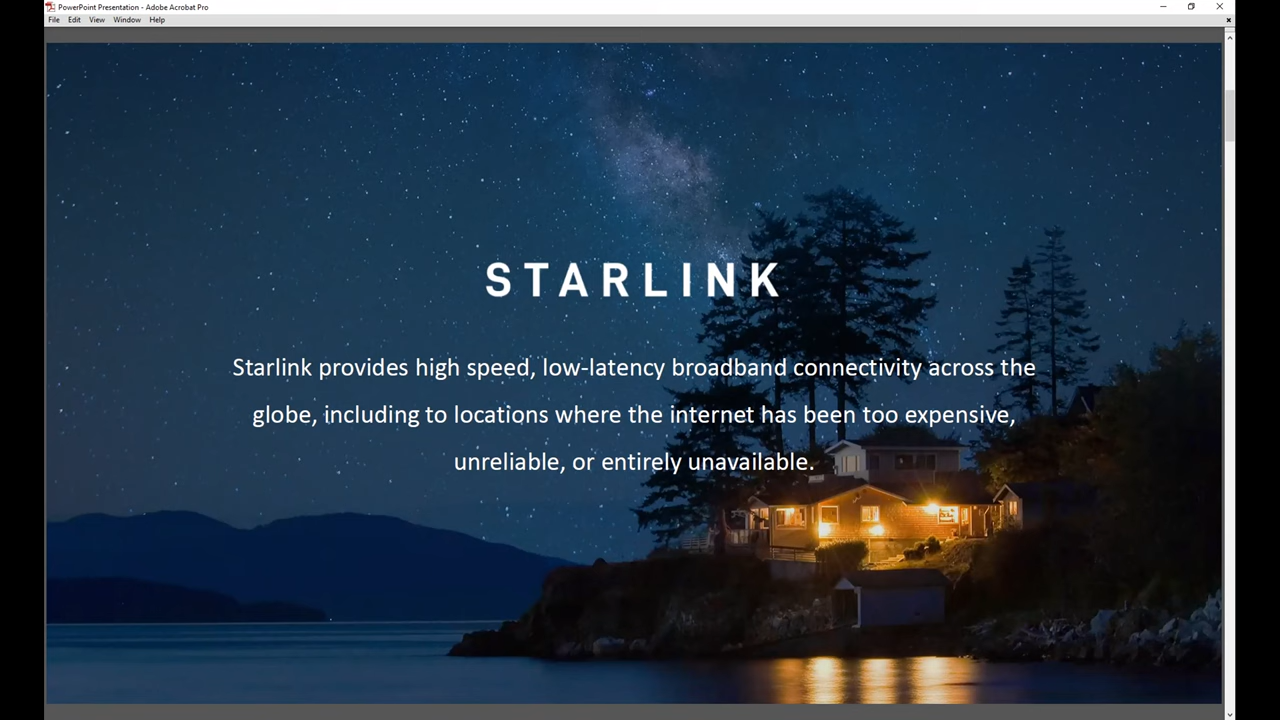 PowerPoint Presentation - Adobe Acrobat Pro
File Edit View Window Help
STARLINK
Starlink provides high speed, low-latency broadband connectivity across the
globe, including to locations where the internet has been too expensive,
unreliable, or entirely unavailable.